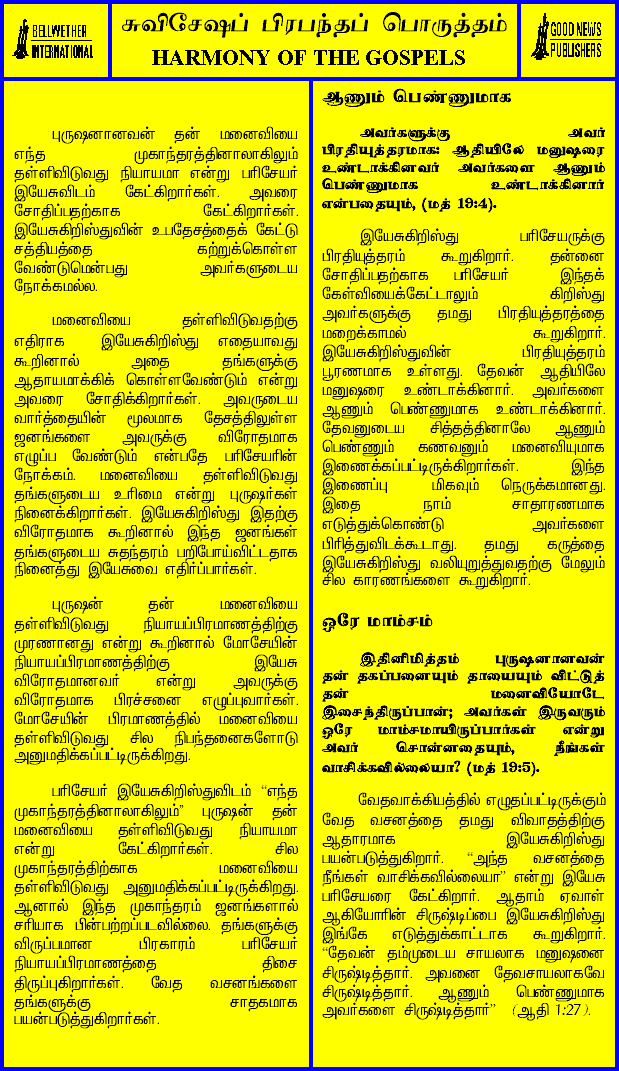 BELLWETHER
INTERNATIONAL
சுவிசேஷப் பிரபந்தப் பொருத்தம்
HARMONY OF THE GOSPELS
GOOD NEWS
PUBLISHERS
புருஷனானவன் தன் மனைவியை
எந்த முகாந்தரத்தினாலாகிலும்
தள்ளிவிடுவது நியாயமா என்று பரிசேயர்
இயேசுவிடம் கேட்கிறார்கள். அவரை
சோதிப்பதற்காக கேட்கிறார்கள்.
இயேசுகிறிஸ்துவின் உபதேசத்தைக் கேட்டு
சத்தியத்தை கற்றுக்கொள்ள
வேண்டுமென்பது அவர்களுடைய
நோக்கமல்ல.
மனைவியை தள்ளிவிடுவதற்கு
எதிராக இயேசுகிறிஸ்து எதையாவது
கூறினால் அதை தங்களுக்கு
ஆதாயமாக்கிக் கொள்ளவேண்டும் என்று
அவரை சோதிக்கிறார்கள். அவருடைய
வார்த்தையின் மூலமாக தேசத்திலுள்ள
ஜனங்களை அவருக்கு விரோதமாக
எழுப்ப வேண்டும் என்பதே பரிசேயரின்
நோக்கம். மனைவியை தள்ளிவிடுவது
தங்களுடைய உரிமை என்று புருஷர்கள்
நினைக்கிறார்கள். இயேசுகிறிஸ்து இதற்கு
விரோதமாக கூறினால் இந்த ஜனங்கள்
தங்களுடைய சுதந்தரம் பறிபோய்விட்டதாக
நினைத்து இயேசுவை எதிர்ப்பார்கள்.
புருஷன் தன் மனைவியை
தள்ளிவிடுவது நியாயப்பிரமாணத்திற்கு
முரணானது என்று கூறினால் மோசேயின்
நியாயப்பிரமாணத்திற்கு இயேசு
விரோதமானவர் என்று அவருக்கு
விரோதமாக பிரச்சனை எழுப்புவார்கள்.
மோசேயின் பிரமாணத்தில் மனைவியை
தள்ளிவிடுவது சில நிபந்தனைகளோடு
அனுமதிக்கப்பட்டிருக்கிறது.
பரிசேயர் இயேசுகிறிஸ்துவிடம் “எந்த
முகாந்தரத்தினாலாகிலும்” புருஷன் தன்
மனைவியை தள்ளிவிடுவது நியாயமா
என்று கேட்கிறார்கள். சில
முகாந்தரத்திற்காக மனைவியை
தள்ளிவிடுவது அனுமதிக்கப்பட்டிருக்கிறது.
ஆனால் இந்த முகாந்தரம் ஜனங்களால்
சரியாக பின்பற்றப்படவில்லை. தங்களுக்கு
விருப்பமான பிரகாரம் பரிசேயர்
நியாயப்பிரமாணத்தை திசை
திருப்புகிறார்கள். வேத வசனங்களை
தங்களுக்கு சாதகமாக
பயன்படுத்துகிறார்கள்.
ஆணும் பெண்ணுமாக
அவர்களுக்கு அவர்
பிரதியுத்தரமாக: ஆதியிலே மனுஷரை
உண்டாக்கினவர் அவர்களை ஆணும்
பெண்ணுமாக உண்டாக்கினார்
என்பதையும், (மத் 19:4).
இயேசுகிறிஸ்து பரிசேயருக்கு
பிரதியுத்தரம் கூறுகிறார். தன்னை
சோதிப்பதற்காக பரிசேயர் இந்தக்
கேள்வியைக்கேட்டாலும் கிறிஸ்து
அவர்களுக்கு தமது பிரதியுத்தரத்தை
மறைக்காமல் கூறுகிறார்.
இயேசுகிறிஸ்துவின் பிரதியுத்தரம்
பூரணமாக உள்ளது. தேவன் ஆதியிலே
மனுஷரை உண்டாக்கினார். அவர்களை
ஆணும் பெண்ணுமாக உண்டாக்கினார்.
தேவனுடைய சித்தத்தினாலே ஆணும்
பெண்ணும் கணவனும் மனைவியுமாக
இணைக்கப்பட்டிருக்கிறார்கள். இந்த
இணைப்பு மிகவும் நெருக்கமானது.
இதை நாம் சாதாரணமாக
எடுத்துக்கொண்டு அவர்களை
பிரித்துவிடக்கூடாது. தமது கருத்தை
இயேசுகிறிஸ்து வலியுறுத்துவதற்கு மேலும்
சில காரணங்களை கூறுகிறார்.
ஒரே மாம்சம்
இதினிமித்தம் புருஷனானவன்
தன் தகப்பனையும் தாயையும் விட்டுத்
தன் மனைவியோடே
இசைந்திருப்பான்; அவர்கள் இருவரும்
ஒரே மாம்சமாயிருப்பார்கள் என்று
அவர் சொன்னதையும், நீங்கள்
வாசிக்கவில்லையா? (மத் 19:5).
வேதவாக்கியத்தில் எழுதப்பட்டிருக்கும்
வேத வசனத்தை தமது விவாதத்திற்கு
ஆதாரமாக இயேசுகிறிஸ்து
பயன்படுத்துகிறார். “அந்த வசனத்தை
நீங்கள் வாசிக்கவில்லையா” என்று இயேசு
பரிசேயரை கேட்கிறார். ஆதாம் ஏவாள்
ஆகியோரின் சிருஷ்டிப்பை இயேசுகிறிஸ்து
இங்கே எடுத்துக்காட்டாக கூறுகிறார்.
“தேவன் தம்முடைய சாயலாக மனுஷனை
சிருஷ்டித்தார். அவனை தேவசாயலாகவே
சிருஷ்டித்தார். ஆணும் பெண்ணுமாக
அவர்களை சிருஷ்டித்தார்” (ஆதி 1:27).